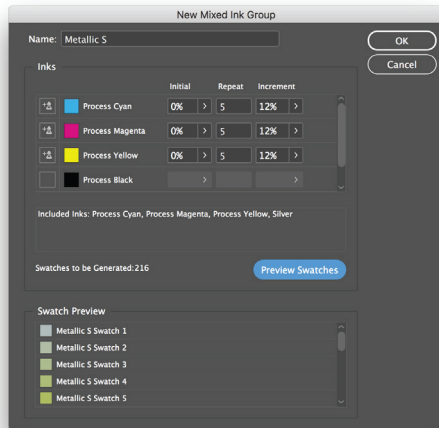 New Mixed Ink Group
Name: Metallic S
OK
Cancel
Inks
Initial Repeat Increment
Process Cyan 0% 5 12%
Process Magenta 0% 5 12%
Process Yellow 0% 5 12%
Process Black
Included Inks: Process Cyan, Process Magenta, Process Yellow, Silver
Swatches to be Generated:216
Preview Swatches
Swatch Preview
Metallic S Swatch 1
Metallic S Swatch 2
Metallic S Swatch 3
Metallic S Swatch 4
Metallic S Swatch 5